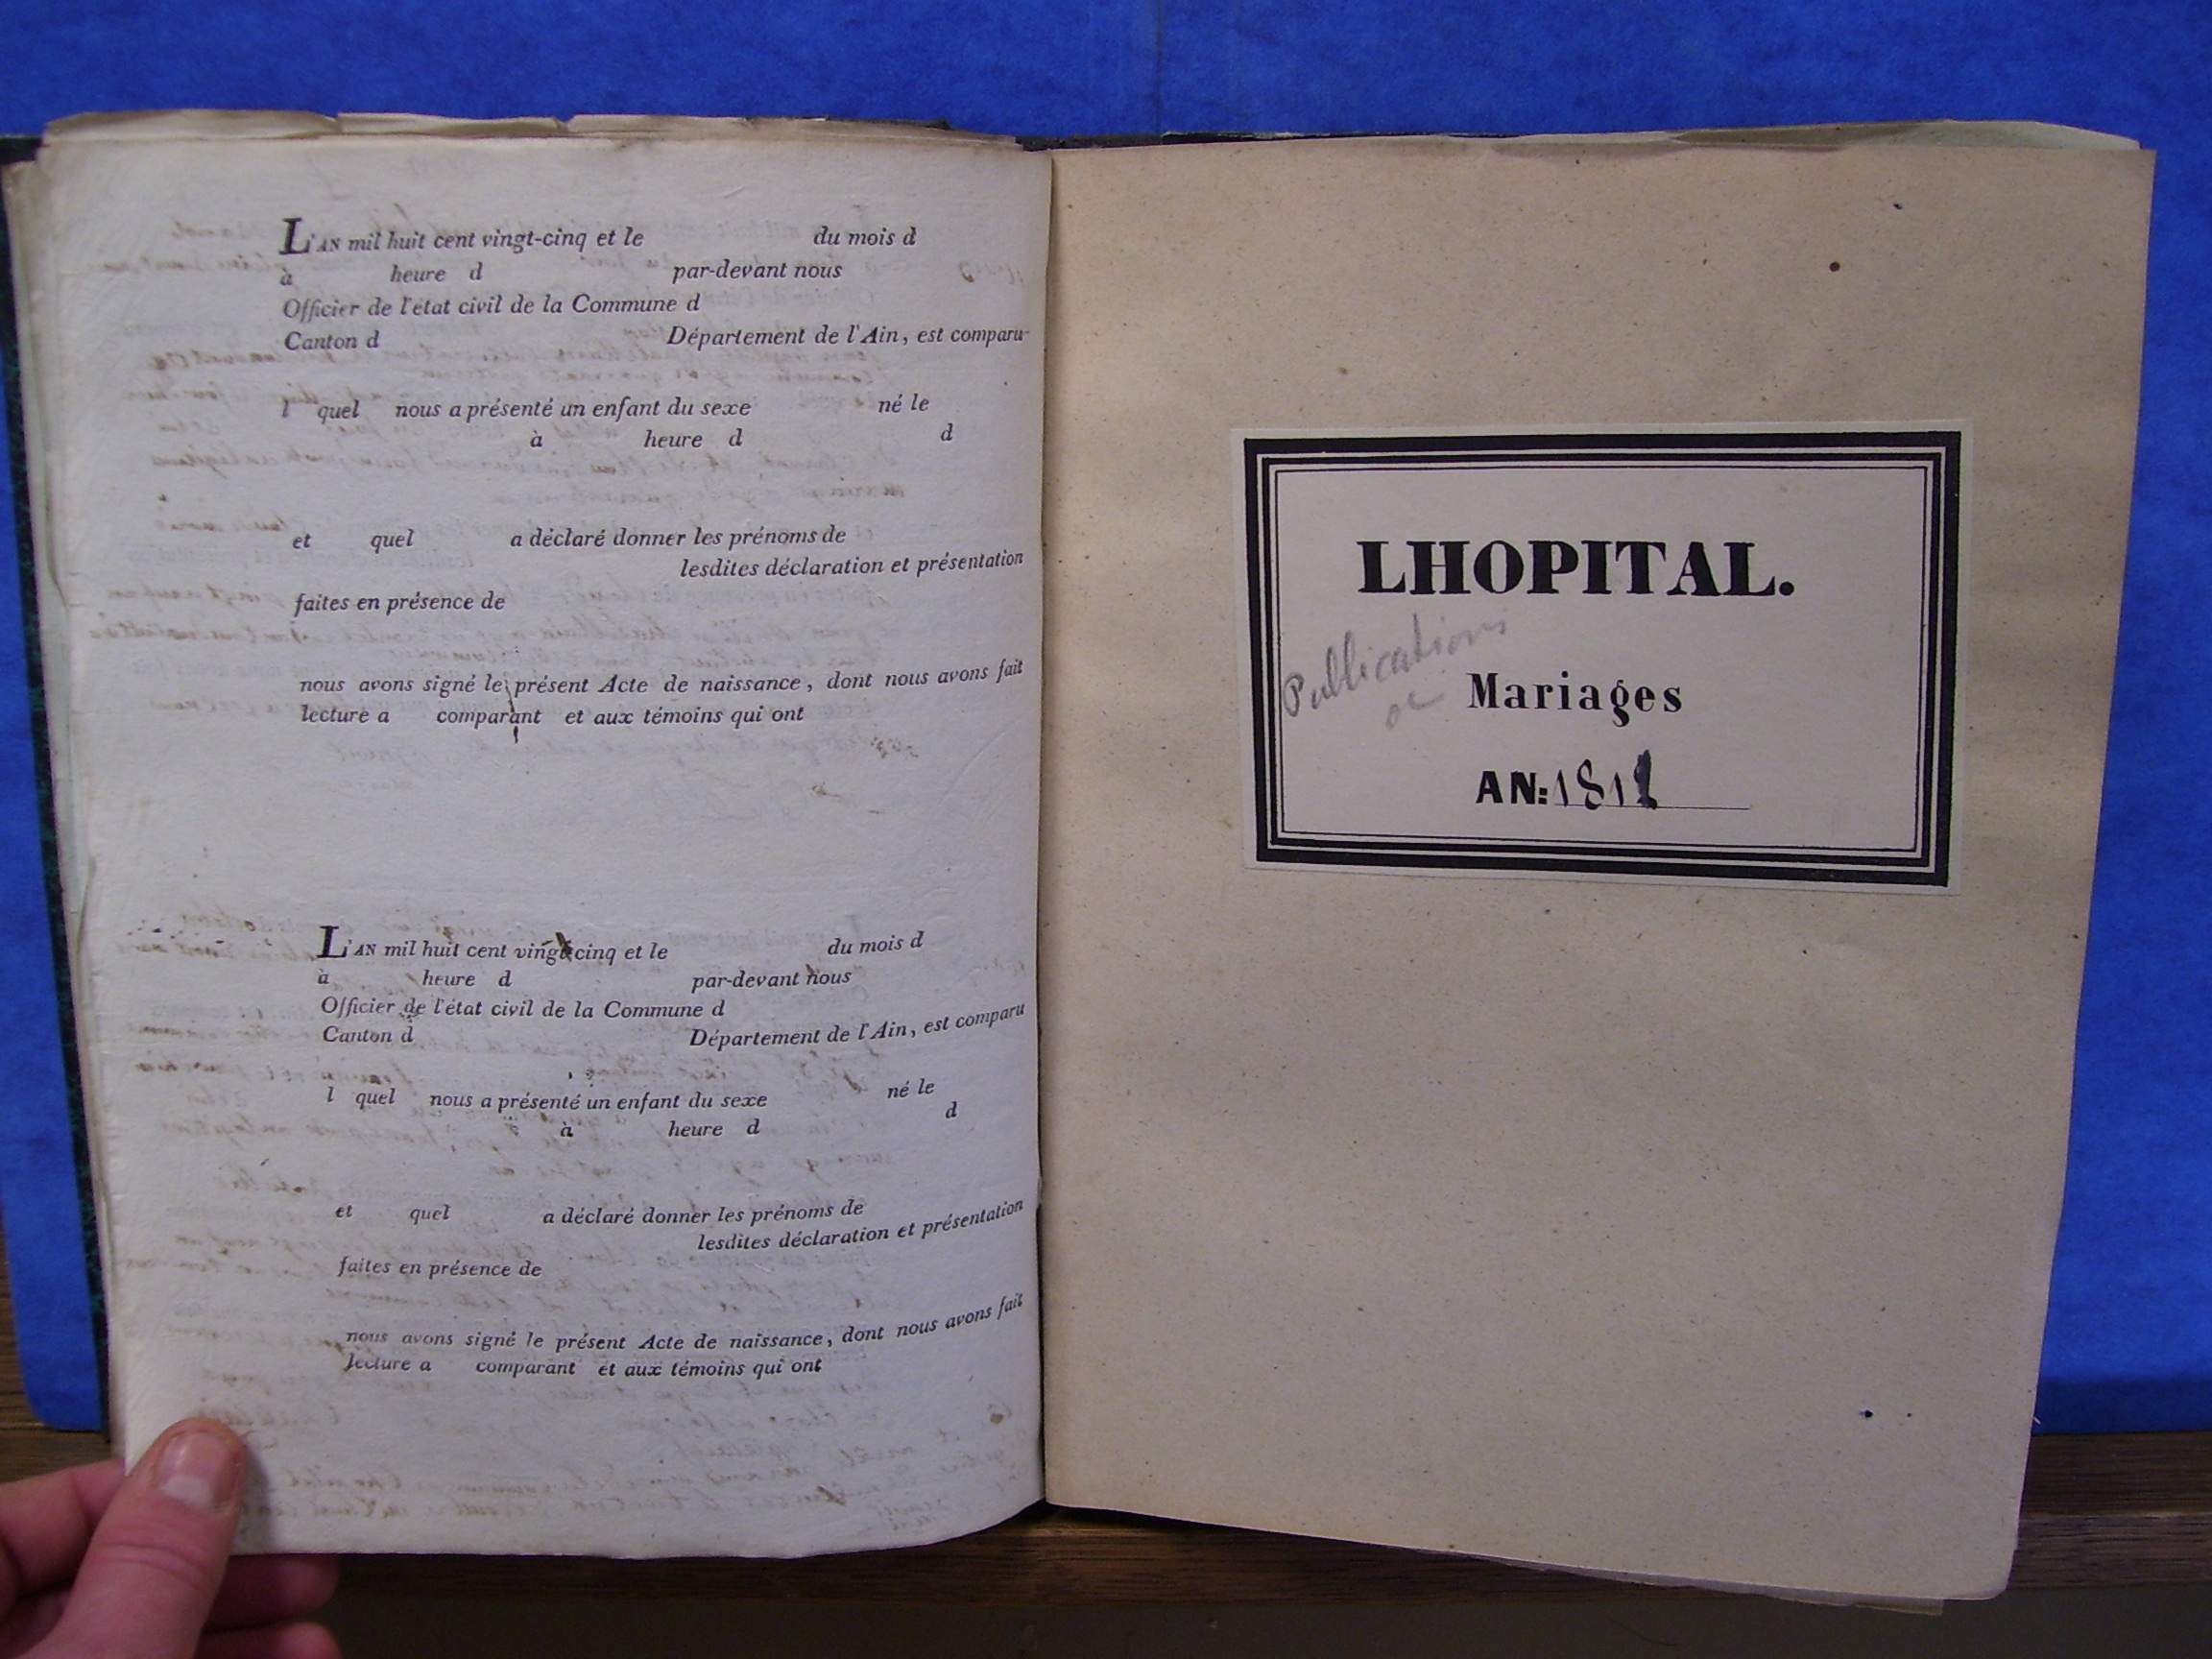 L'AN mil huit cent vingt-cinq et le du mois d
à heure d par-devant nous
Officier de l'état civil de la Commune d
Canton d Département de l'Ain, est comparu
l quel nous a présenté un enfant du sexe né le
à heure d d
et quel a déclaré donner les prénoms de
lesdites déclaration et présentation
faites en présence de
nous avons signé le présent Acte de naissance, dont nous avons fait
lecture a comparant et aux témoins qui ont
L'AN mil huit cent vingt-cinq et le du mois d
à heure d par-devant nous
Officier de l'état civil de la Commune d
Canton d Département de l'Ain, est comparu
l quel nous a présenté un enfant du sexe né le
à heure d d
et quel a déclaré donner les prénoms de
lesdites déclaration et présentation
faites en présence de
nous avons signé le présent Acte de naissance, dont nous avons fait
lecture a comparant et aux témoins qui ont
LHOPITAL.
Publications
Mariages
AN: